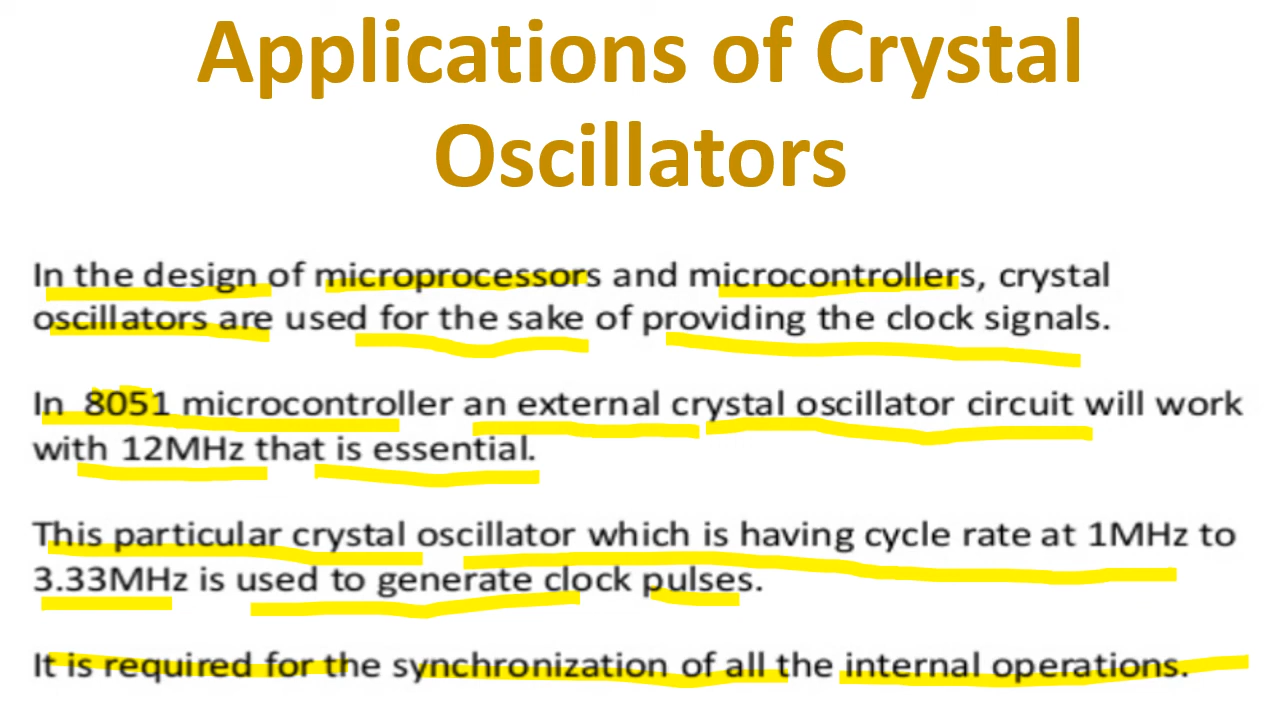 Applications of Crystal
Oscillators
In the design of microprocessors and microcontrollers, crystal
oscillators are used for the sake of providing the clock signals.
In 8051 microcontroller an external crystal oscillator circuit will work
with 12MHz that is essential.
This particular crystal oscillator which is having cycle rate at 1MHz to
3.33MHz is used to generate clock pulses.
It is required for the synchronization of all the internal operations.